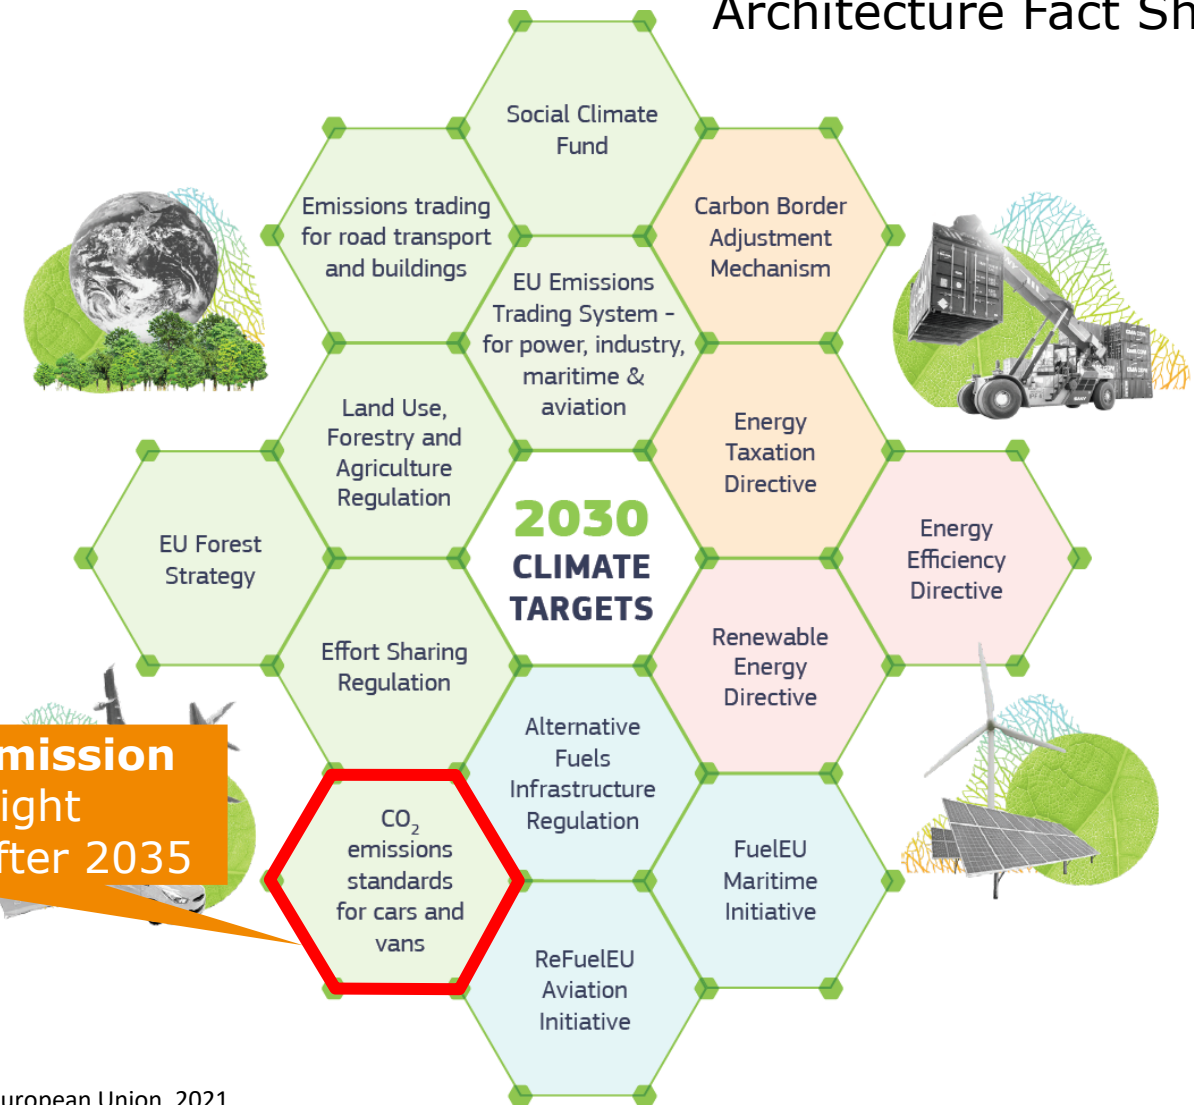 Architecture Fact Sh
Social Climate
Fund
Emissions trading
for road transport
and buildings
Carbon Border
Adjustment
Mechanism
EU Emissions
Trading System -
for power, industry,
maritime &
aviation
Land Use,
Forestry and
Agriculture
Regulation
Energy
Taxation
Directive
2030
CLIMATE
TARGETS
EU Forest
Strategy
Energy
Efficiency
Directive
Effort Sharing
Regulation
Renewable
Energy
Directive
Alternative
Fuels
Infrastructure
Regulation
mission
ight
fter 2035
CO₂
emissions
standards
for cars and
vans
FuelEU
Maritime
Initiative
ReFuelEU
Aviation
Initiative
uropean Union, 2021